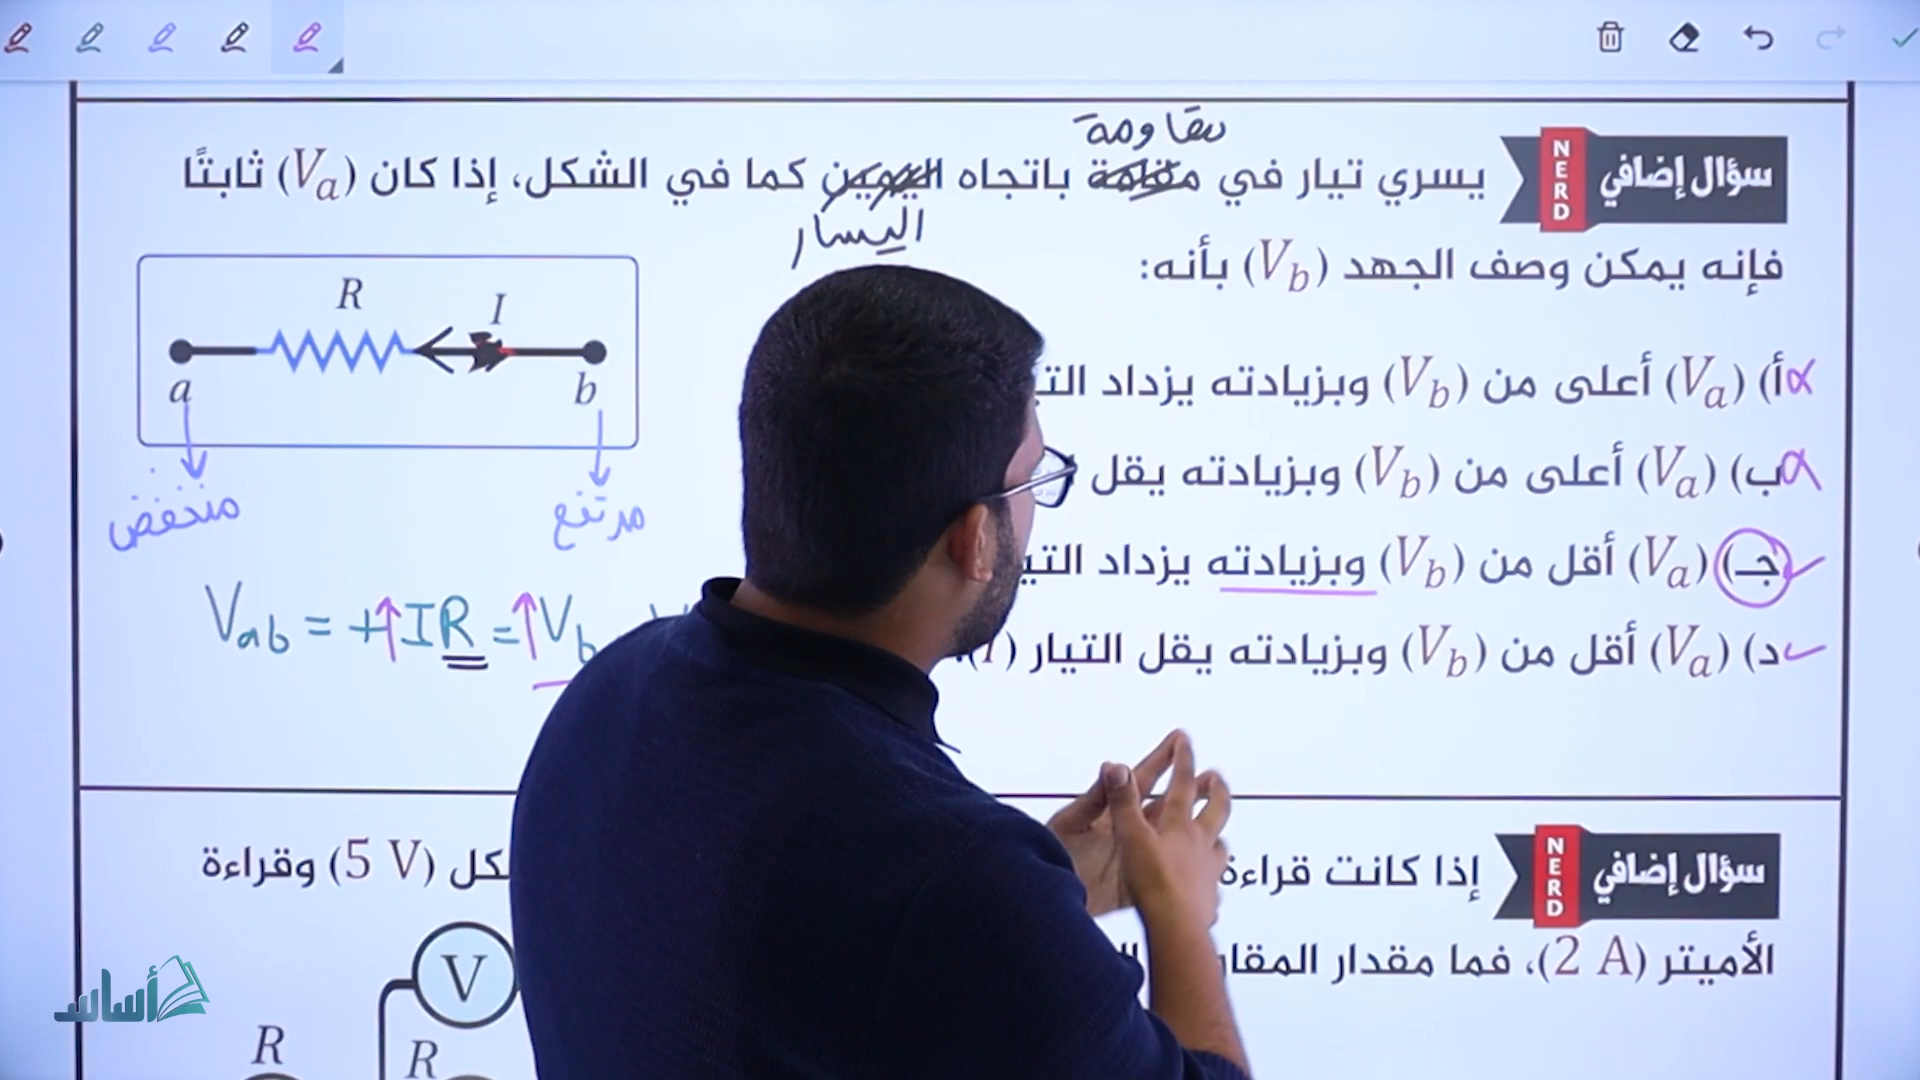 سؤال إضافي NERD يسري تيار في مقاومة باتجاه اليمين كما في الشكل، إذا كان (Va) ثابتًا
مقاومة
اليسار
فإنه يمكن وصف الجهد (Vb) بأنه:
R
I
a
b
منخفض
مرتفع
Vab = +IR = Vb
أ) (Va) أعلى من (Vb) وبزيادته يزداد
ب) (Va) أعلى من (Vb) وبزيادته يقل
جـ) (Va) أقل من (Vb) وبزيادته يزداد
د) (Va) أقل من (Vb) وبزيادته يقل التيار (I).
سؤال إضافي NERD إذا كانت قراءة
(5 V) وقراءة
الأميتر (2 A)، فما مقدار
V
R
R
أساس